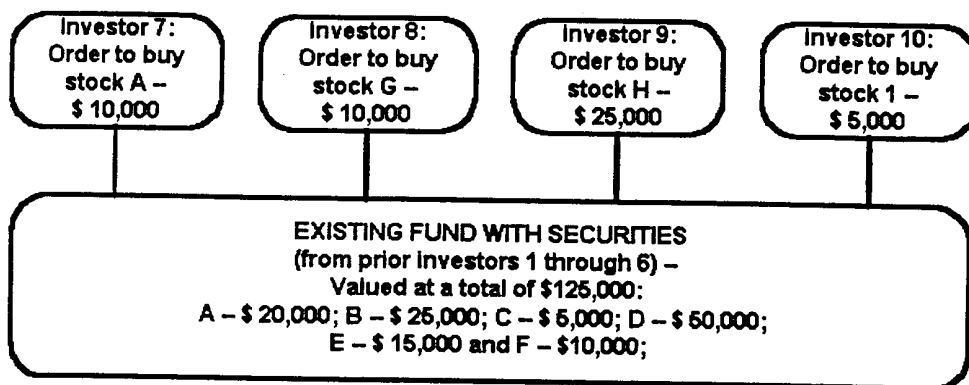 Investor 7:
Order to buy
stock A –
$ 10,000
Investor 8:
Order to buy
stock G –
$ 10,000
Investor 9:
Order to buy
stock H –
$ 25,000
Investor 10:
Order to buy
stock 1 –
$ 5,000
EXISTING FUND WITH SECURITIES
(from prior investors 1 through 6) –
Valued at a total of $125,000:
A – $ 20,000; B – $ 25,000; C – $ 5,000; D – $ 50,000;
E – $ 15,000 and F – $10,000;